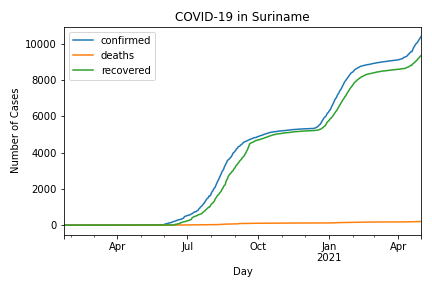 COVID-19 in Suriname
confirmed
deaths
recovered
Number of Cases
10000
8000
6000
4000
2000
0
Apr
Jul
Oct
Jan
2021
Apr
Day